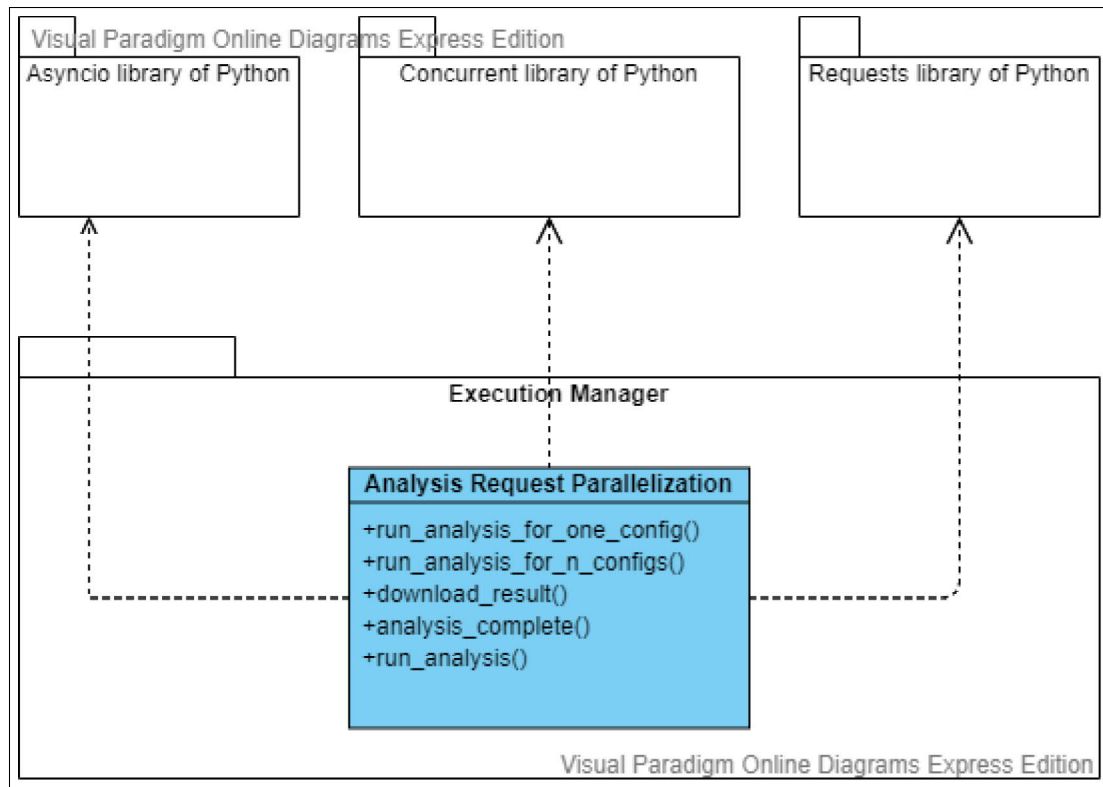 Visual Paradigm Online Diagrams Express Edition
Asyncio library of Python
Concurrent library of Python
Requests library of Python
Execution Manager
Analysis Request Parallelization
+run_analysis_for_one_config()
+run_analysis_for_n_configs()
+download_result()
+analysis_complete()
+run_analysis()
Visual Paradigm Online Diagrams Express Edition